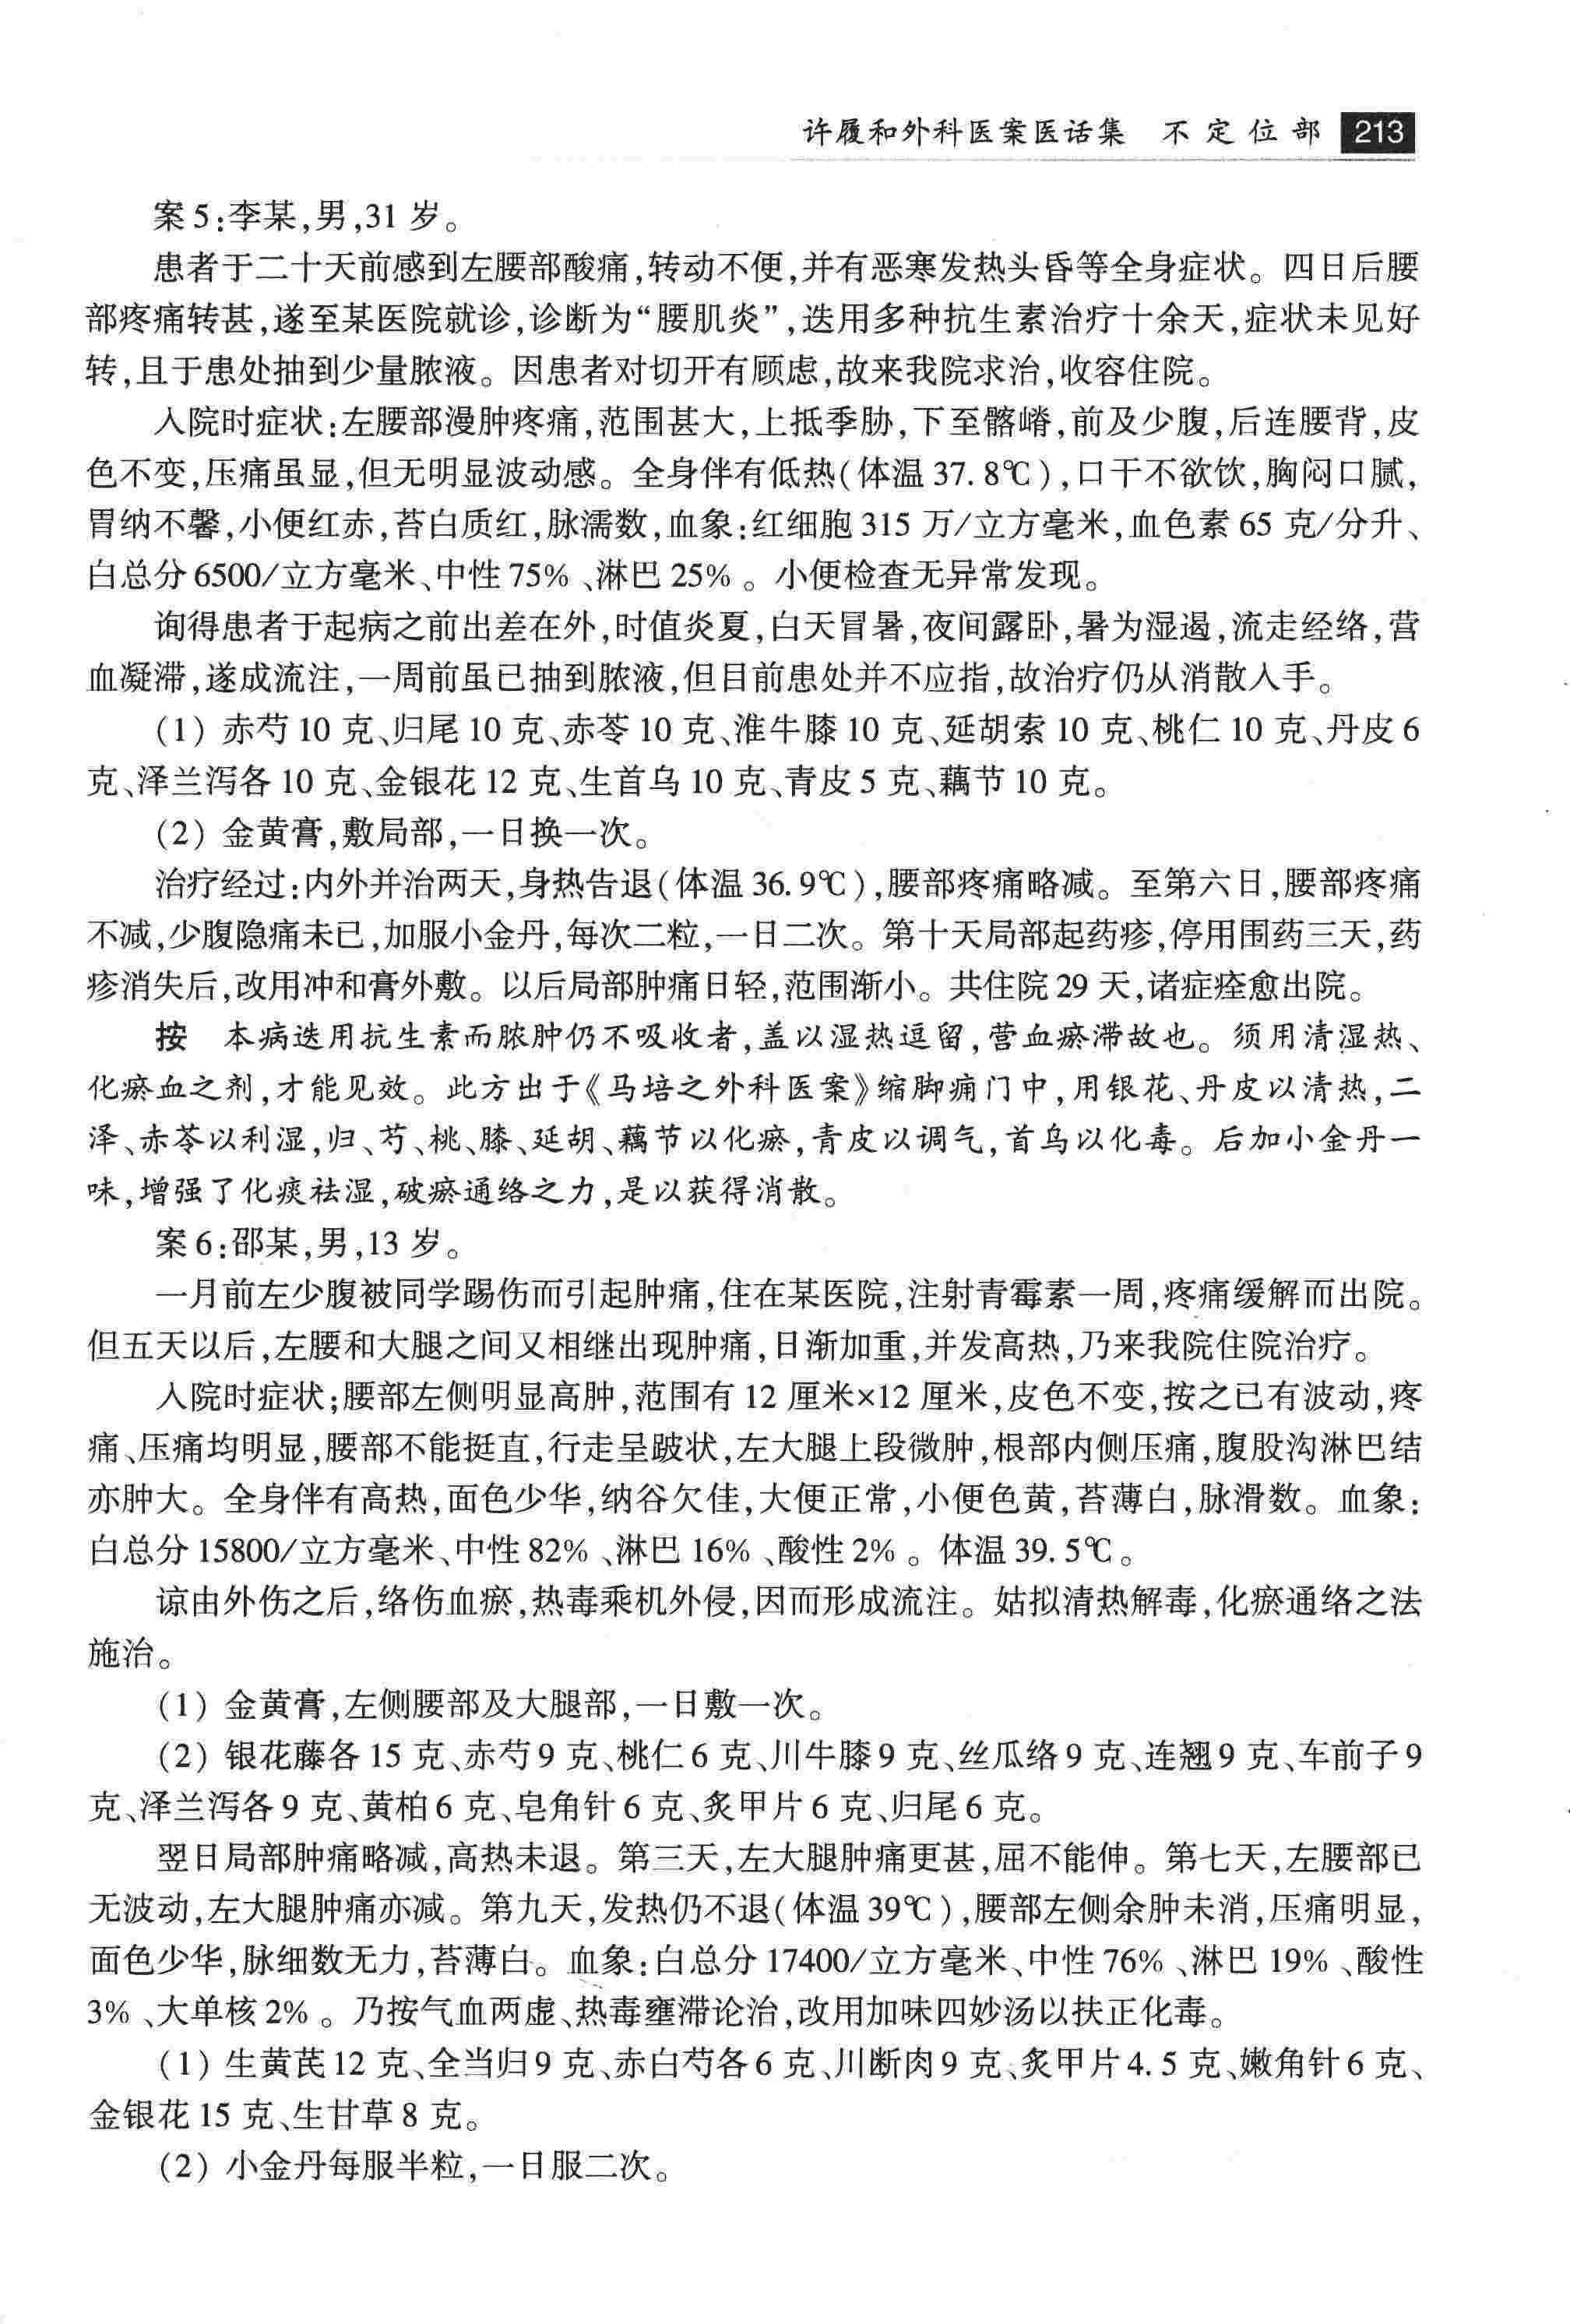 许履和外科医案医话集 不定位部 213
案5:李某,男,31岁。
患者于二十天前感到左腰部酸痛,转动不便,并有恶寒发热头昏等全身症状。四日后腰
部疼痛转甚,遂至某医院就诊,诊断为“腰肌炎”,迭用多种抗生素治疗十余天,症状未见好
转,且于患处抽到少量脓液。因患者对切开有顾虑,故来我院求治,收容住院。
入院时症状:左腰部漫肿疼痛,范围甚大,上抵季胁,下至髂嵴,前及少腹,后连腰背,皮
色不变,压痛虽显,但无明显波动感。全身伴有低热(体温37.8℃),口干不欲饮,胸闷口腻,
胃纳不馨,小便红赤,苔白质红,脉濡数,血象:红细胞315万/立方毫米,血色素65克/分升、
白总分6500/立方毫米、中性75%、淋巴25%。小便检查无异常发现。
询得患者于起病之前出差在外,时值炎夏,白天冒暑,夜间露卧,暑为湿遏,流走经络,营
血凝滞,遂成流注,一周前虽已抽到脓液,但目前患处并不应指,故治疗仍从消散入手。
(1) 赤芍10克、归尾10克、赤苓10克、淮牛膝10克、延胡索10克、桃仁10克、丹皮6
克、泽兰泻各10克、金银花12克、生首乌10克、青皮5克、藕节10克。
(2) 金黄膏,敷局部,一日换一次。
治疗经过:内外并治两天,身热告退(体温36.9℃),腰部疼痛略减。至第六日,腰部疼痛
不减,少腹隐痛未已,加服小金丹,每次二粒,一日二次。第十天局部起药疹,停用围药三天,药
疹消失后,改用冲和膏外敷。以后局部肿痛日轻,范围渐小。共住院29天,诸症痊愈出院。
按 本病迭用抗生素而脓肿仍不吸收者,盖以湿热逗留,营血瘀滞故也。须用清湿热、
化瘀血之剂,才能见效。此方出于《马培之外科医案》缩脚痈门中,用银花、丹皮以清热,二
泽、赤苓以利湿,归、芍、桃、膝、延胡、藕节以化瘀,青皮以调气,首乌以化毒。后加小金丹一
味,增强了化痰祛湿,破瘀通络之力,是以获得消散。
案6:邵某,男,13岁。
一月前左少腹被同学踢伤而引起肿痛,住在某医院,注射青霉素一周,疼痛缓解而出院。
但五天以后,左腰和大腿之间又相继出现肿痛,日渐加重,并发高热,乃来我院住院治疗。
入院时症状;腰部左侧明显高肿,范围有12厘米×12厘米,皮色不变,按之已有波动,疼
痛、压痛均明显,腰部不能挺直,行走呈跛状,左大腿上段微肿,根部内侧压痛,腹股沟淋巴结
亦肿大。全身伴有高热,面色少华,纳谷欠佳,大便正常,小便色黄,苔薄白,脉滑数。血象:
白总分15800/立方毫米、中性82%、淋巴16%、酸性2%。体温39.5℃。
谅由外伤之后,络伤血瘀,热毒乘机外侵,因而形成流注。姑拟清热解毒,化瘀通络之法
施治。
(1) 金黄膏,左侧腰部及大腿部,一日敷一次。
(2) 银花藤各15克、赤芍9克、桃仁6克、川牛膝9克、丝瓜络9克、连翘9克、车前子9
克、泽兰泻各9克、黄柏6克、皂角针6克、炙甲片6克、归尾6克。
翌日局部肿痛略减,高热未退。第三天,左大腿肿痛更甚,屈不能伸。第七天,左腰部已
无波动,左大腿肿痛亦减。第九天,发热仍不退(体温39℃),腰部左侧余肿未消,压痛明显,
面色少华,脉细数无力,苔薄白。血象:白总分17400/立方毫米、中性76%、淋巴19%、酸性
3%、大单核2%。乃按气血两虚、热毒壅滞论治,改用加味四妙汤以扶正化毒。
(1) 生黄芪12克、全当归9克、赤白芍各6克、川断肉9克、炙甲片4.5克、嫩角针6克、
金银花15克、生甘草8克。
(2) 小金丹每服半粒,一日服二次。